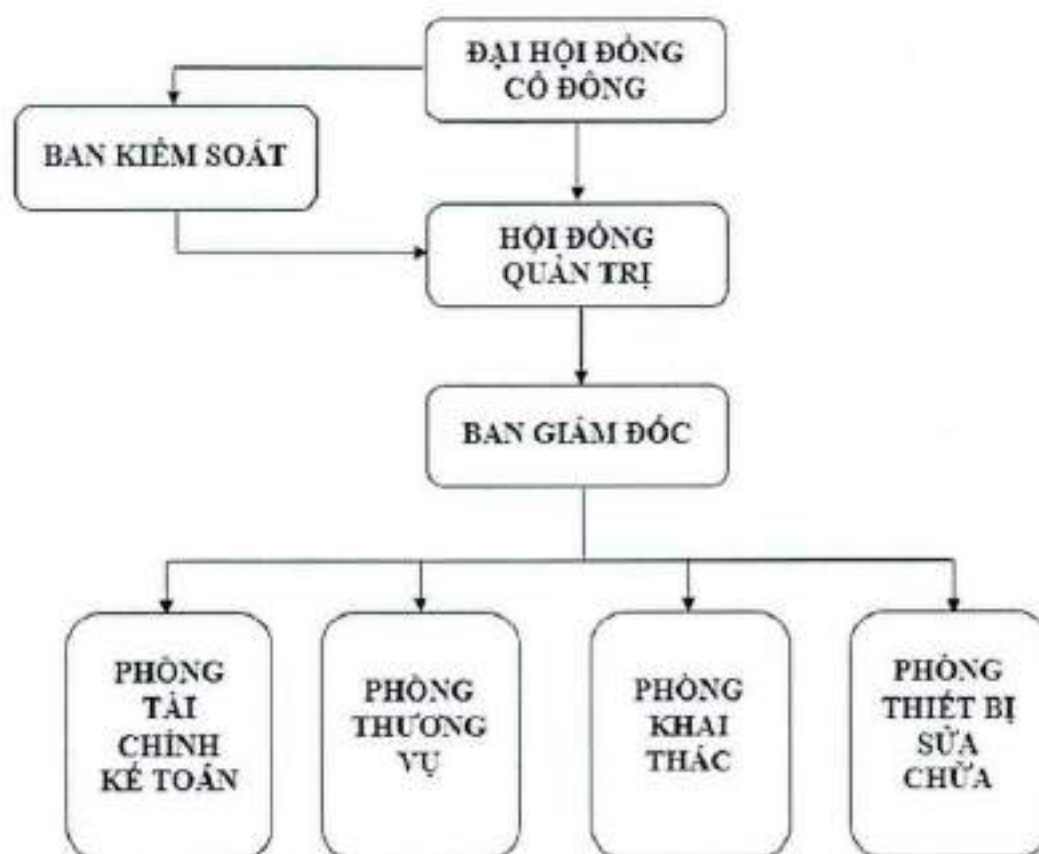 ĐẠI HỘI ĐỒNG
CỔ ĐÔNG
BAN KIỂM SOÁT
HỘI ĐỒNG
QUẢN TRỊ
BAN GIÁM ĐỐC
PHÒNG
TÀI
CHÍNH
KẾ TOÁN
PHÒNG
THƯƠNG
VỤ
PHÒNG
KHAI
THÁC
PHÒNG
THIẾT BỊ
SỬA
CHỮA